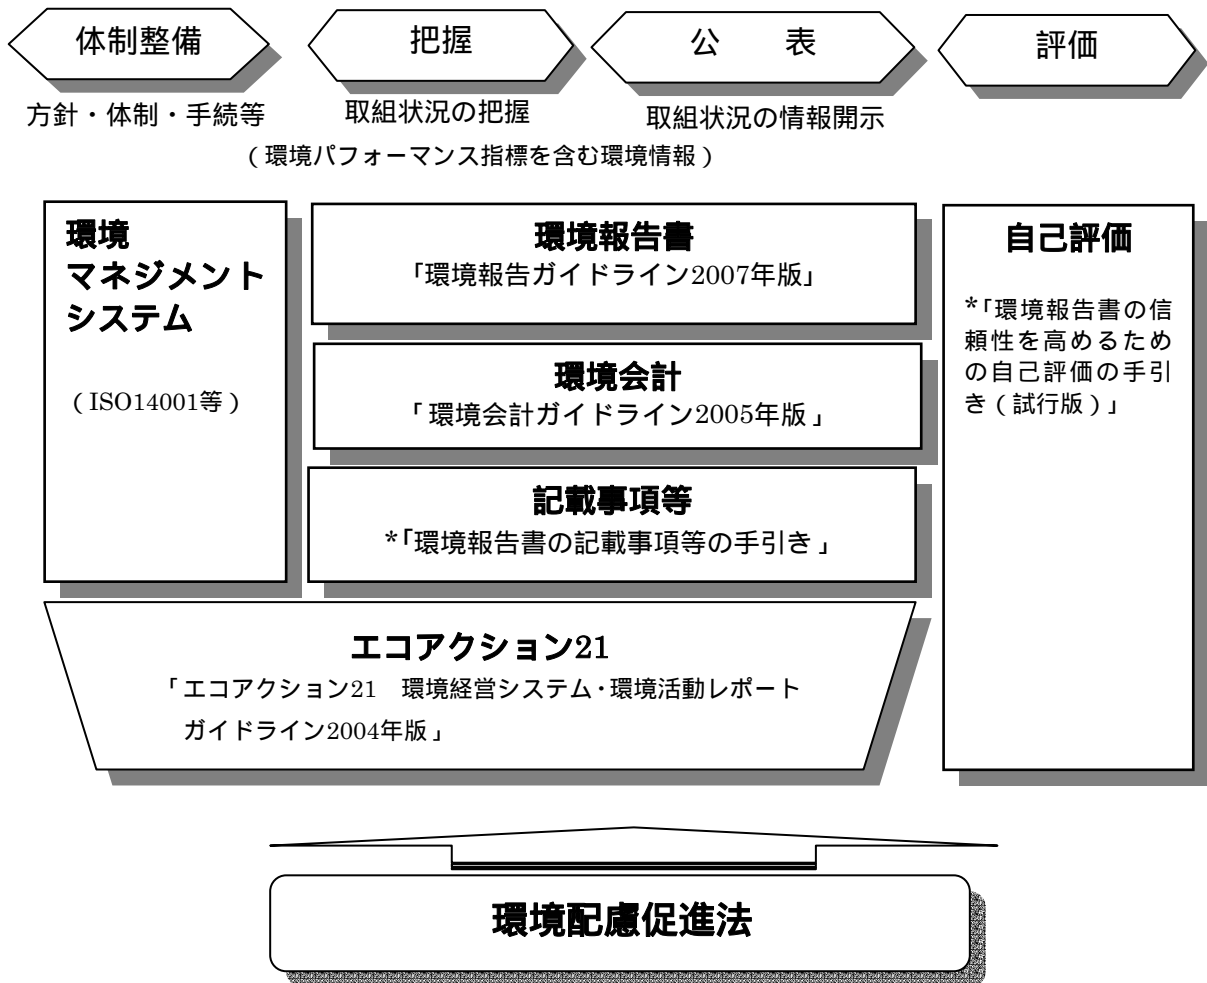 体制整備
把握
公　　表
評価
方針・体制・手続等
取組状況の把握
取組状況の情報開示
（環境パフォーマンス指標を含む環境情報）
環境
マネジメント
システム
（ISO14001等）
環境報告書
「環境報告ガイドライン2007年版」
環境会計
「環境会計ガイドライン2005年版」
記載事項等
*「環境報告書の記載事項等の手引き」
自己評価
*「環境報告書の信
頼性を高めるため
の自己評価の手引
き（試行版）」
エコアクション21
「エコアクション21　環境経営システム・環境活動レポート
ガイドライン2004年版」
環境配慮促進法